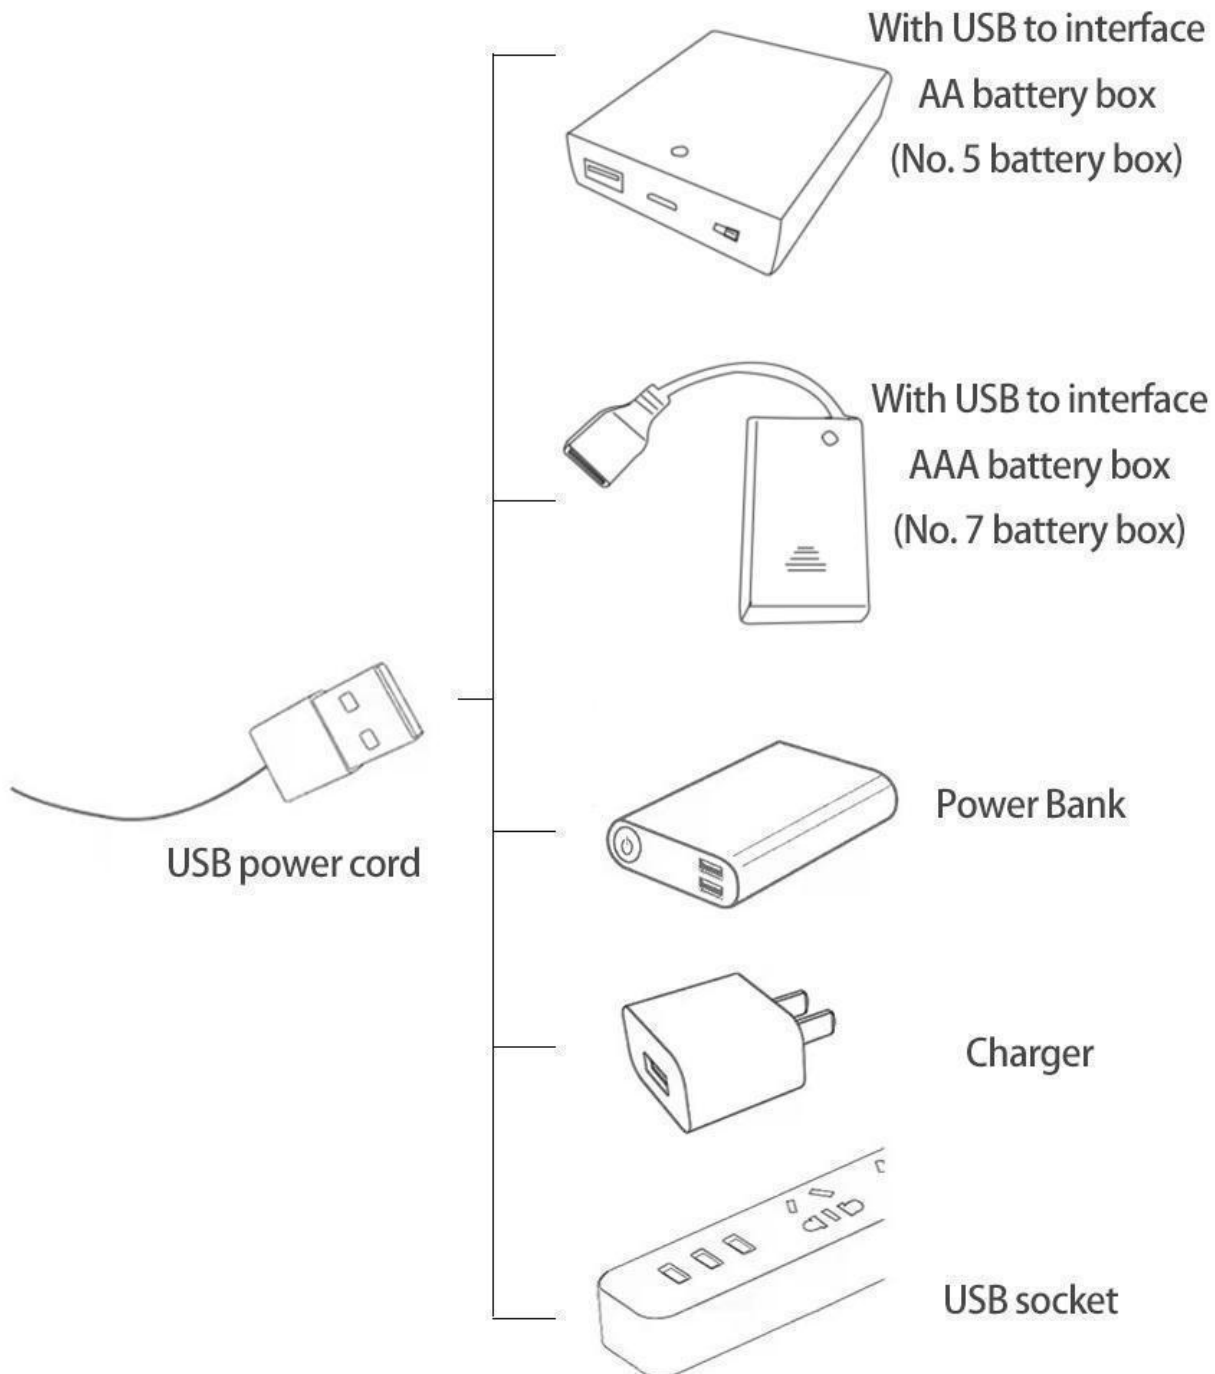 With USB to interface
AA battery box
(No. 5 battery box)
With USB to interface
AAA battery box
(No. 7 battery box)
USB power cord
Power Bank
Charger
USB socket